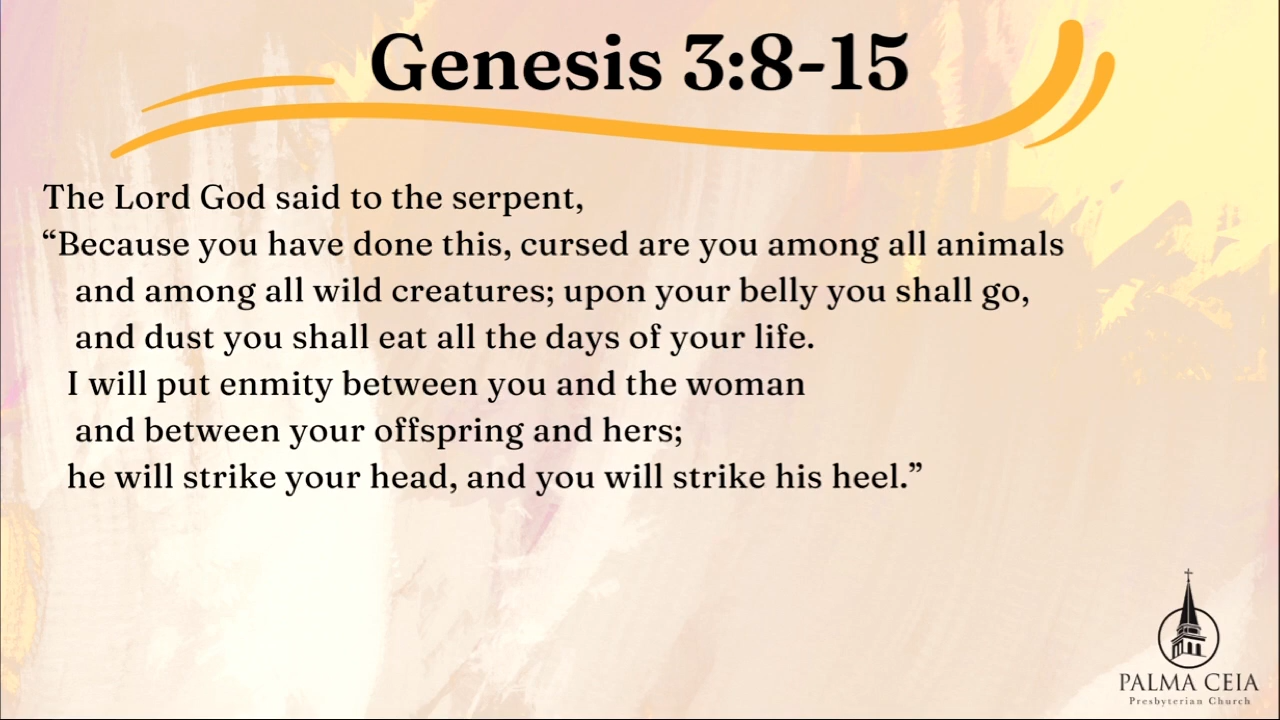 Genesis 3:8-15
The Lord God said to the serpent,
“Because you have done this, cursed are you among all animals
and among all wild creatures; upon your belly you shall go,
and dust you shall eat all the days of your life.
I will put enmity between you and the woman
and between your offspring and hers;
he will strike your head, and you will strike his heel.”
PALMA CEIA
Presbyterian Church